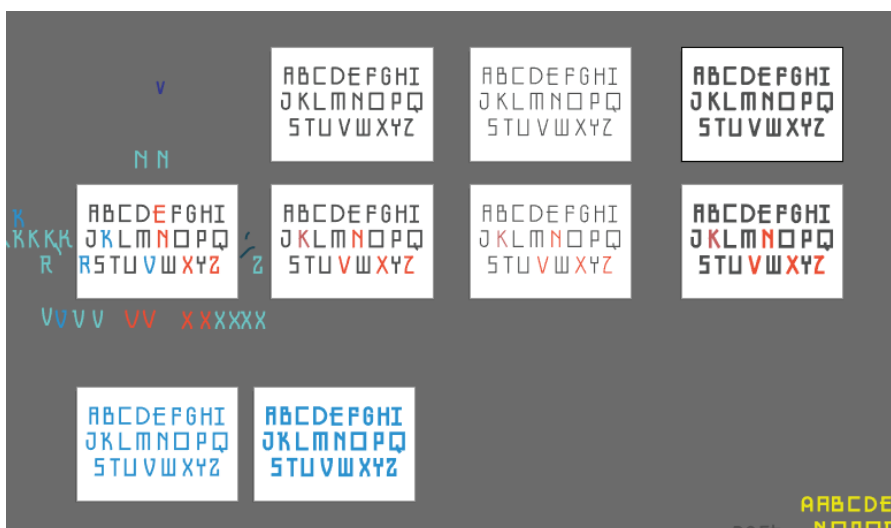 V
ABCDEFGHI
JKLMNOPQ
STUVWXYZ
ABCDEFGHI
JKLMNOPQ
STUVWXYZ
ABCDEFGHI
JKLMNOPQ
STUVWXYZ
N N
K
KKKK
R
ABCDEFGHI
JKLMNOPQ
RSTUVWXYZ
Z
ABCDEFGHI
JKLMNOPQ
STUVWXYZ
ABCDEFGHI
JKLMNOPQ
STUVWXYZ
ABCDEFGHI
JKLMNOPQ
STUVWXYZ
VVVV VV XXXXXX
ABCDEFGHI
JKLMNOPQ
STUVWXYZ
ABCDEFGHI
JKLMNOPQ
STUVWXYZ
AABCDE